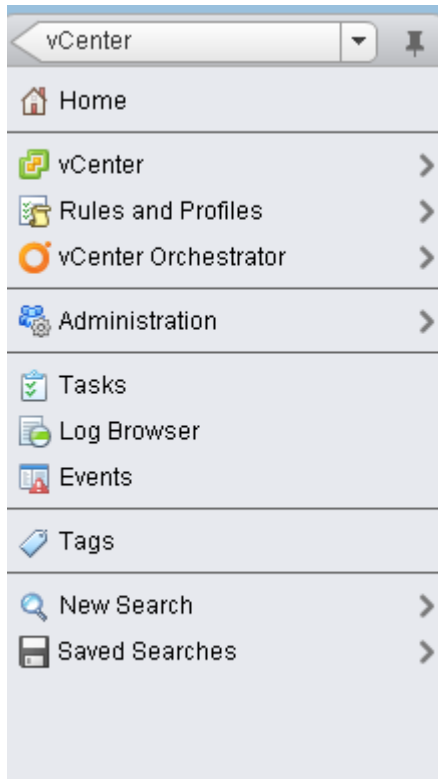 vCenter
Home
vCenter
Rules and Profiles
vCenter Orchestrator
Administration
Tasks
Log Browser
Events
Tags
New Search
Saved Searches